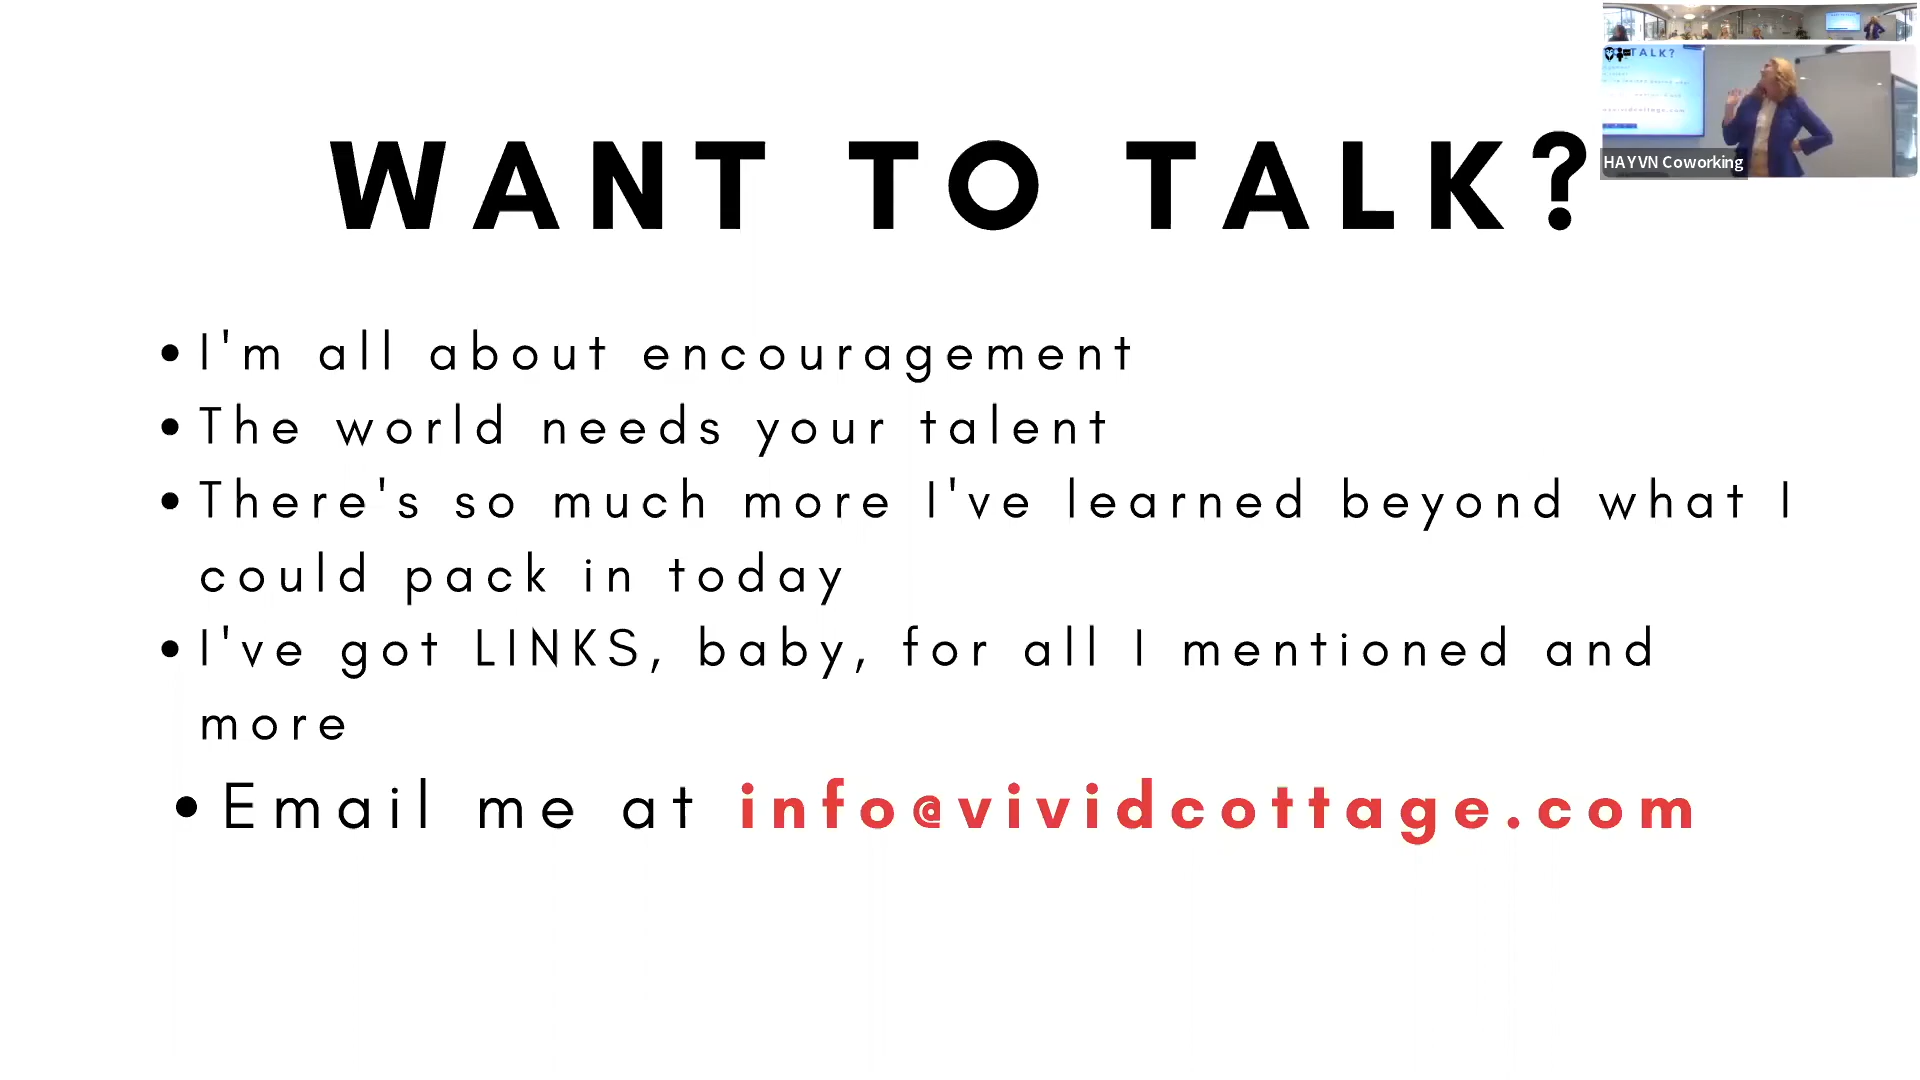 WANT TO TALK?
TALK?
HAYVN Coworking
• I'm all about encouragement
• The world needs your talent
• There's so much more I've learned beyond what I
could pack in today
• I've got LINKS, baby, for all I mentioned and
more
• Email me at info@vividcottage.com